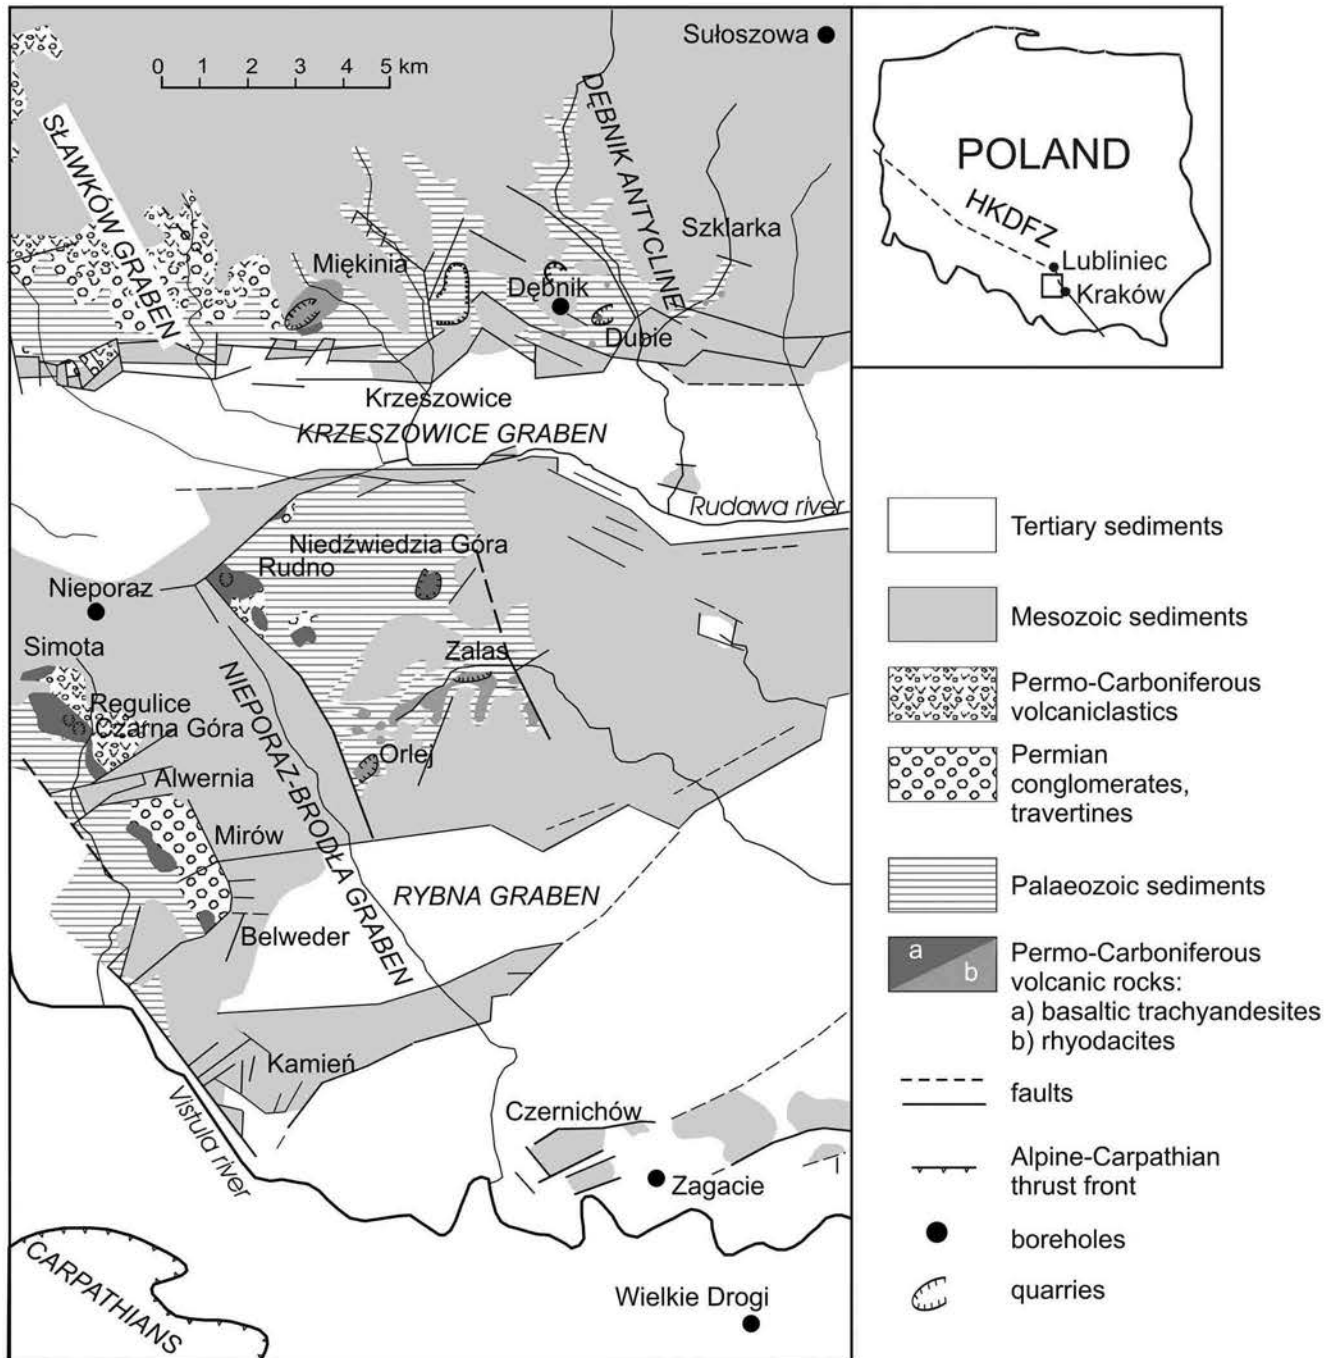 Sułoszowa
0 1 2 3 4 5 km
SŁAWKÓW GRABEN
DĘBNIK ANTYCLINE
Szklarka
Miękinia
Dębnik
Dubie
Krzeszowice
KRZESZOWICE GRABEN
Rudawa river
Niedźwiedzia Góra
Rudno
Nieporaz
Simota
Zalas
Regulice
Czarna Góra
NIEPORAZ-BRODŁA GRABEN
Orlej
Alwernia
Mirów
RYBNA GRABEN
Belweder
Kamień
Vistula river
Czernichów
Zagacie
CARPATHIANS
Wielkie Drogi
POLAND
HKDFZ
Lubliniec
Kraków
Tertiary sediments
Mesozoic sediments
Permo-Carboniferous
volcaniclastics
Permian
conglomerates,
travertines
Palaeozoic sediments
a
b
Permo-Carboniferous
volcanic rocks:
a) basaltic trachyandesites
b) rhyodacites
faults
Alpine-Carpathian
thrust front
boreholes
quarries